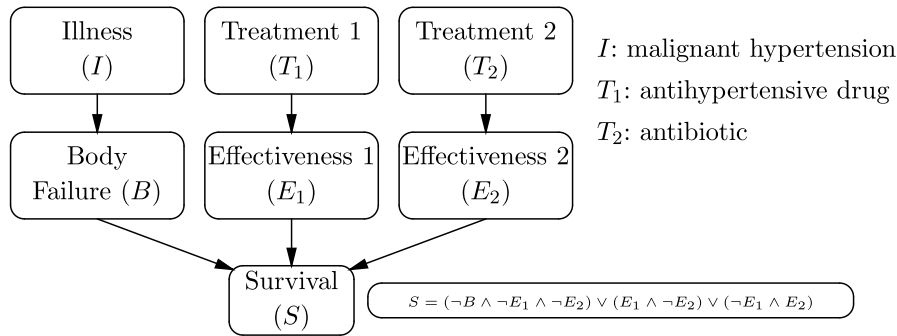 Illness
(I)
Treatment 1
(T₁)
Treatment 2
(T₂)
I: malignant hypertension
T₁: antihypertensive drug
T₂: antibiotic
Body
Failure (B)
Effectiveness 1
(E₁)
Effectiveness 2
(E₂)
Survival
(S)
S = (¬B ∧ ¬E₁ ∧ ¬E₂) ∨ (E₁ ∧ ¬E₂) ∨ (¬E₁ ∧ E₂)